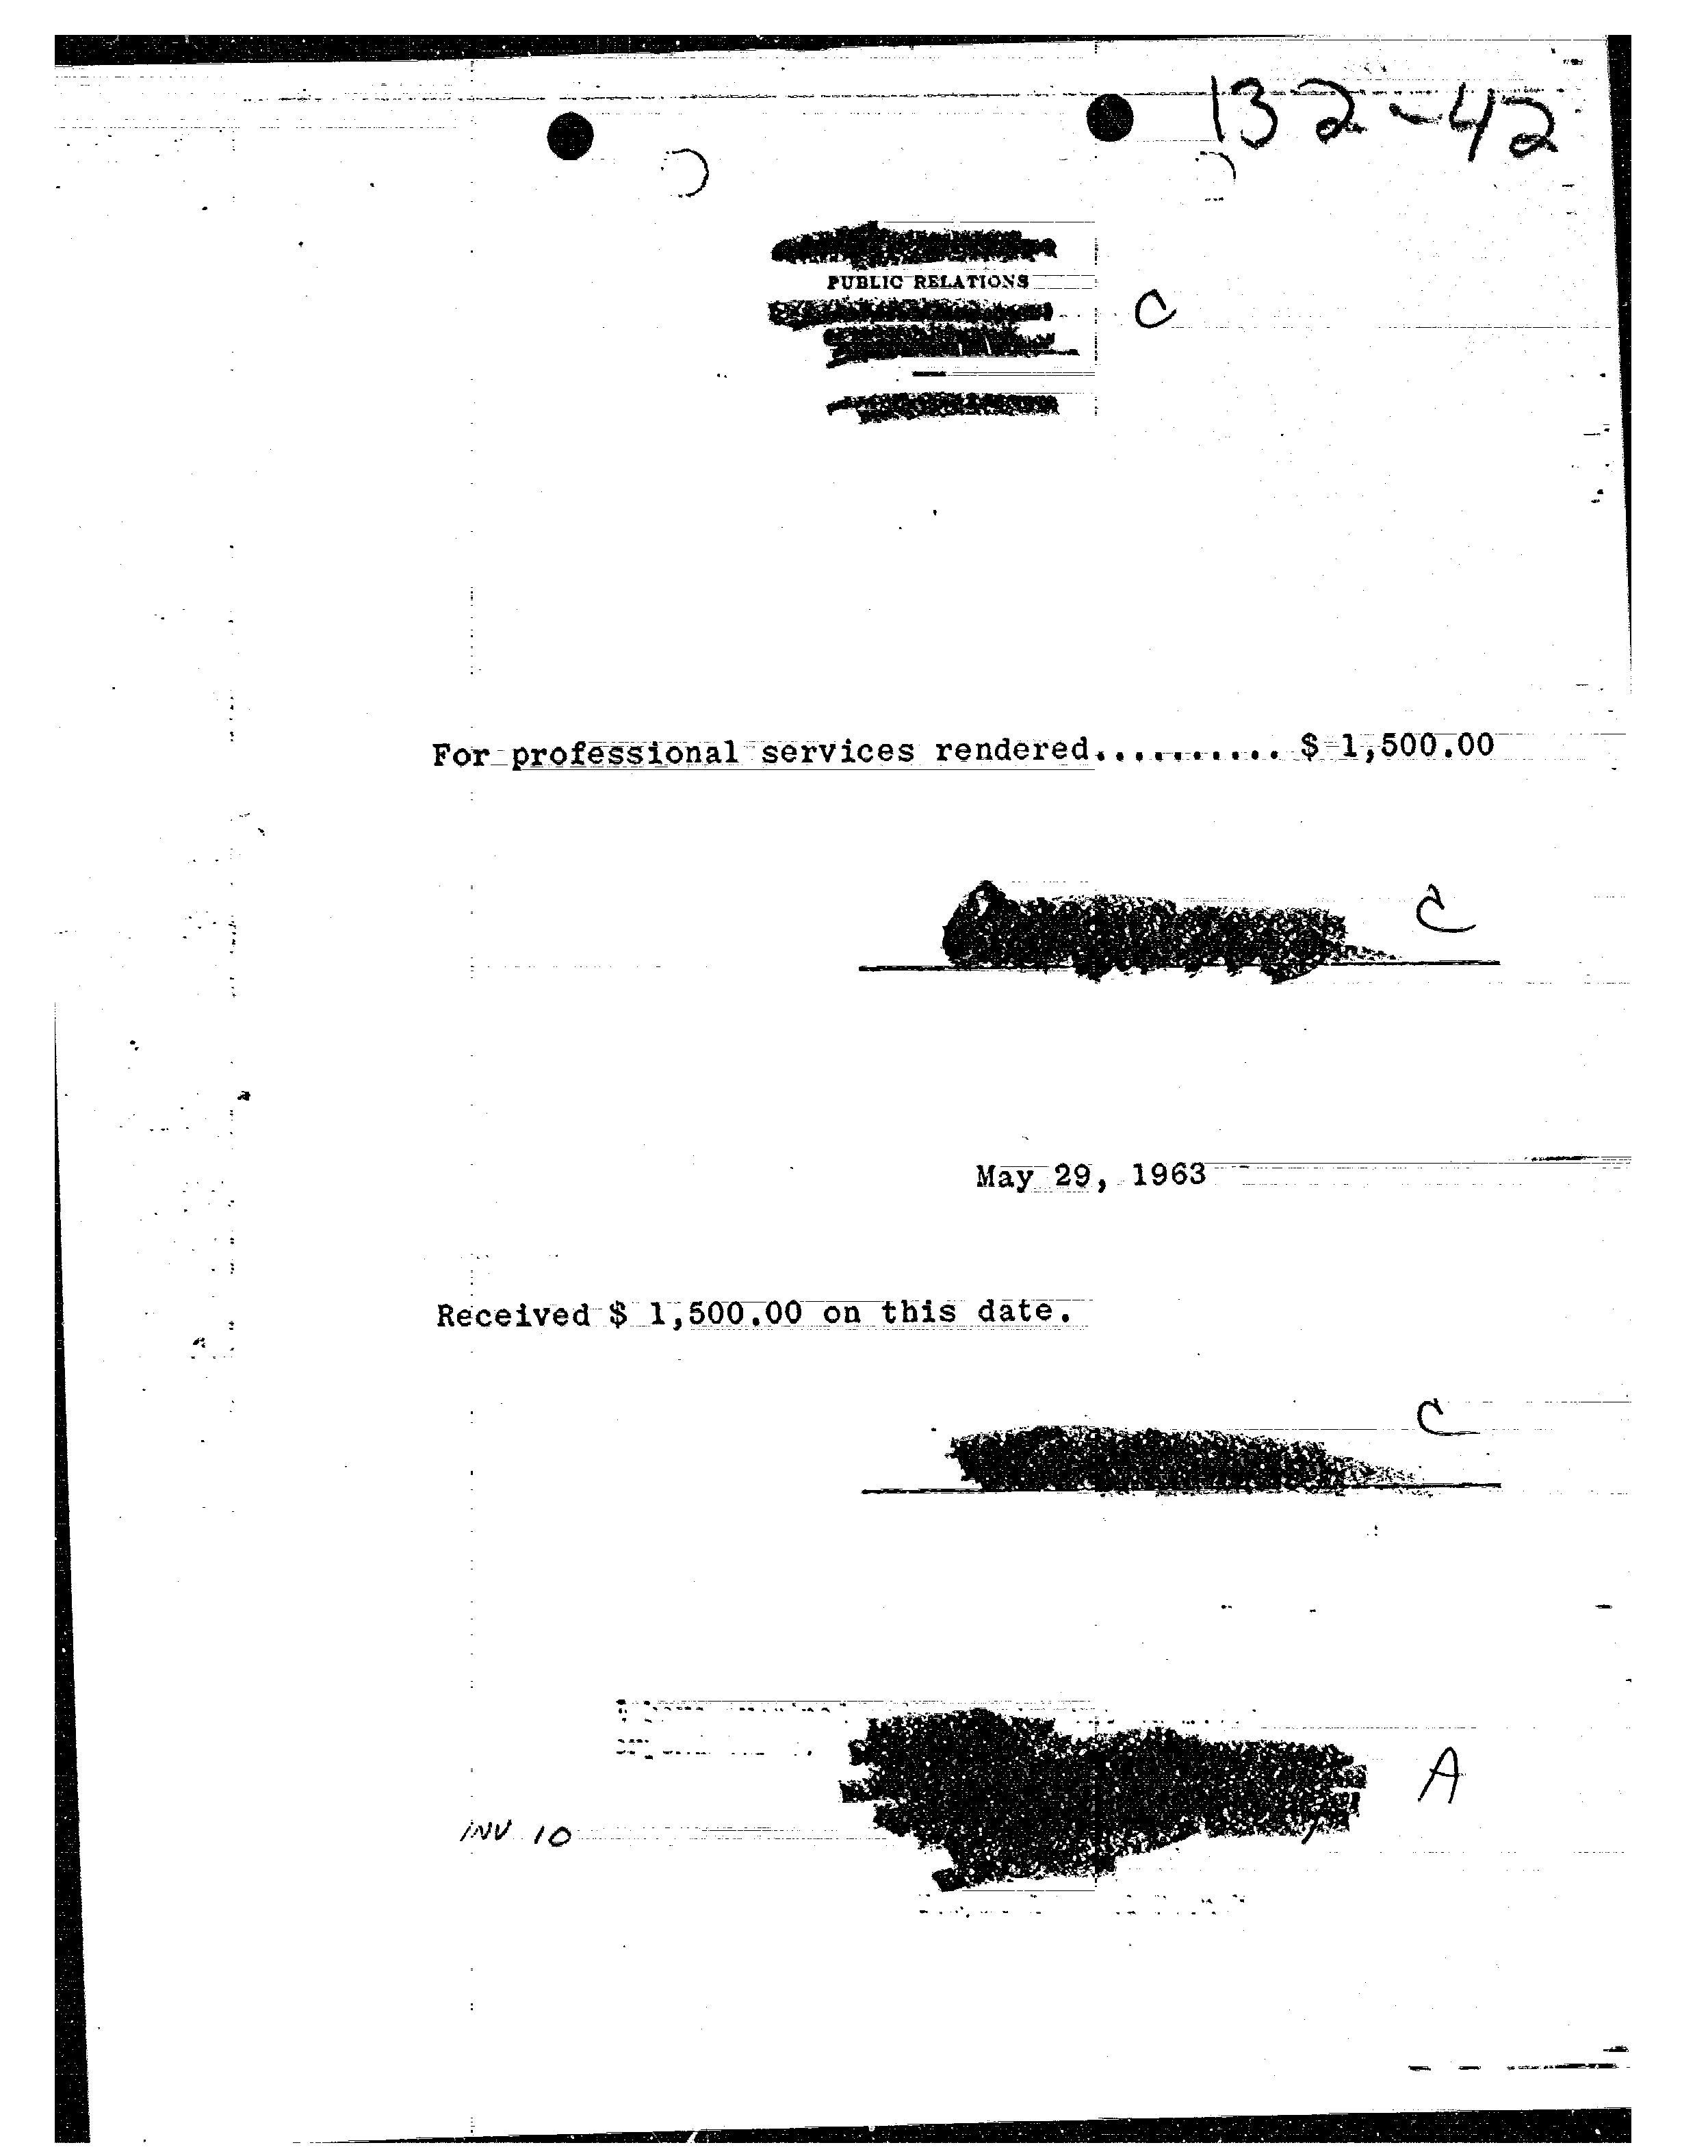 132-42
PUBLIC RELATIONS
C
For professional services rendered.......... $ 1,500.00
C
May 29, 1963
Received $ 1,500.00 on this date.
C
A
INV 10